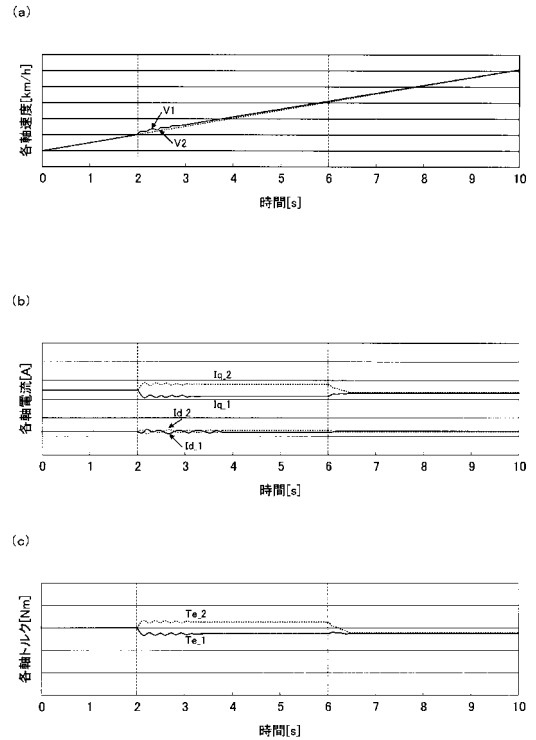 (a)
各軸速度[km/h]
V1
V2
0 1 2 3 4 5 6 7 8 9 10
時間[s]
(b)
各軸電流[A]
Iq_2
Iq_1
Id_2
Id_1
0 1 2 3 4 5 6 7 8 9 10
時間[s]
(c)
各軸トルク[Nm]
Te_2
Te_1
0 1 2 3 4 5 6 7 8 9 10
時間[s]